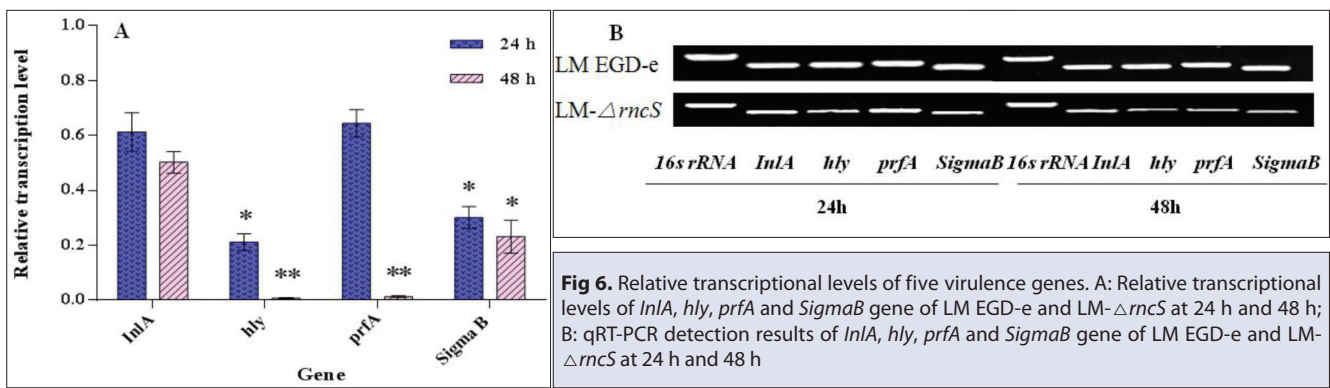 A
24 h
48 h
Relative transcription level
1.0
0.8
0.6
0.4
0.2
0.0
*
**
**
*
*
InlA
hly
prfA
Sigma B
Gene
B
LM EGD-e
LM-△rncS
16s rRNA InlA hly prfA SigmaB 16s rRNA InlA hly prfA SigmaB
24h 48h
Fig 6. Relative transcriptional levels of five virulence genes. A: Relative transcriptional
levels of InlA, hly, prfA and SigmaB gene of LM EGD-e and LM-△rncS at 24 h and 48 h;
B: qRT-PCR detection results of InlA, hly, prfA and SigmaB gene of LM EGD-e and LM-
△rncS at 24 h and 48 h